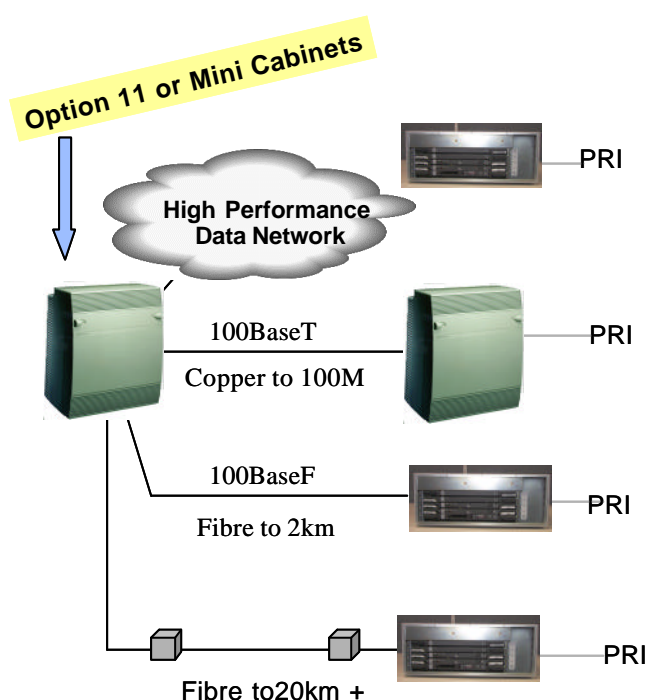 Option 11 or Mini Cabinets
PRI
High Performance
Data Network
100BaseT
PRI
Copper to 100M
100BaseF
PRI
Fibre to 2km
PRI
Fibre to20km +